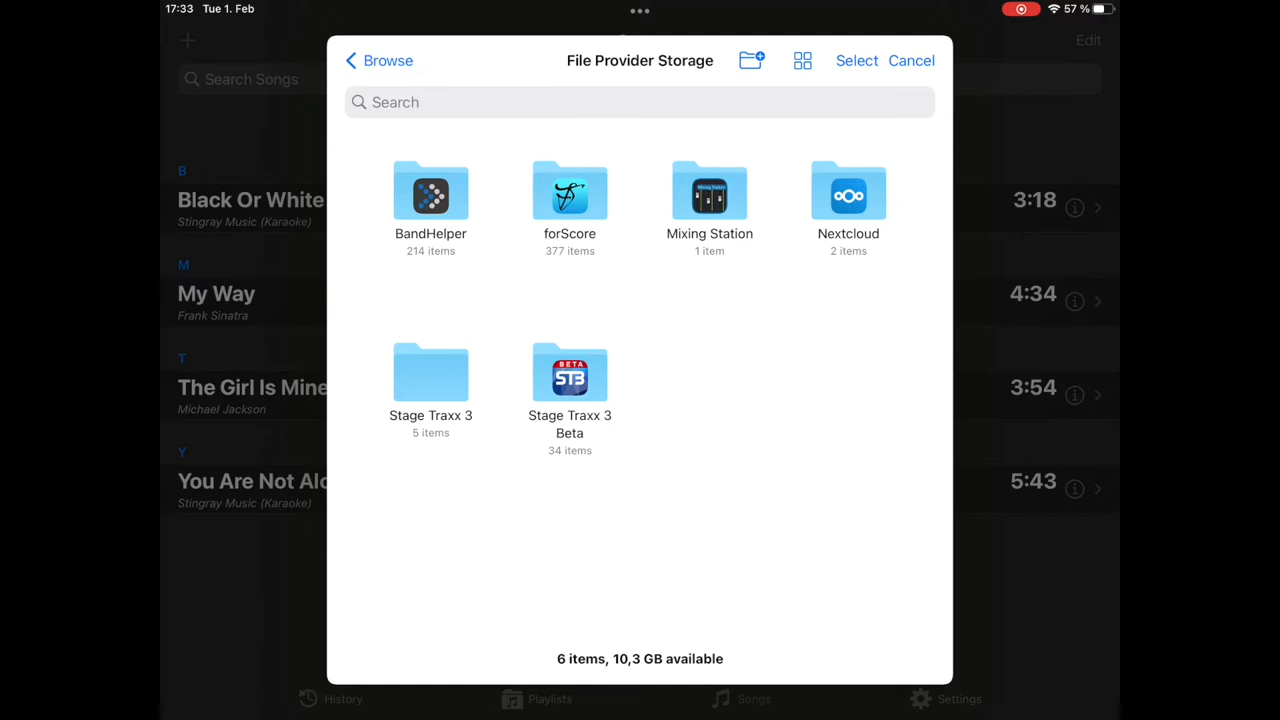 17:33 Tue 1. Feb
57 %
Edit
Browse
File Provider Storage
Select
Cancel
Search Songs
Search
BandHelper
214 items
forScore
377 items
Mixing Station
1 item
Nextcloud
2 items
Stage Traxx 3
5 items
BETA
ST3
Stage Traxx 3
Beta
34 items
B
Black Or White
Stingray Music (Karaoke)
3:18
M
My Way
Frank Sinatra
4:34
T
The Girl Is Mine
Michael Jackson
3:54
Y
You Are Not Alo
Stingray Music (Karaoke)
5:43
6 items, 10,3 GB available
History
Playlists
Songs
Settings